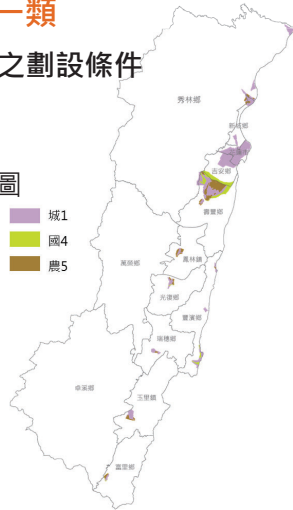 一類
之劃設條件
圖
城1
國4
農5
秀林鄉
新城鄉
吉安鄉
壽豐鄉
萬榮鄉
鳳林鎮
光復鄉
豐濱鄉
瑞穗鄉
卓溪鄉
玉里鎮
富里鄉